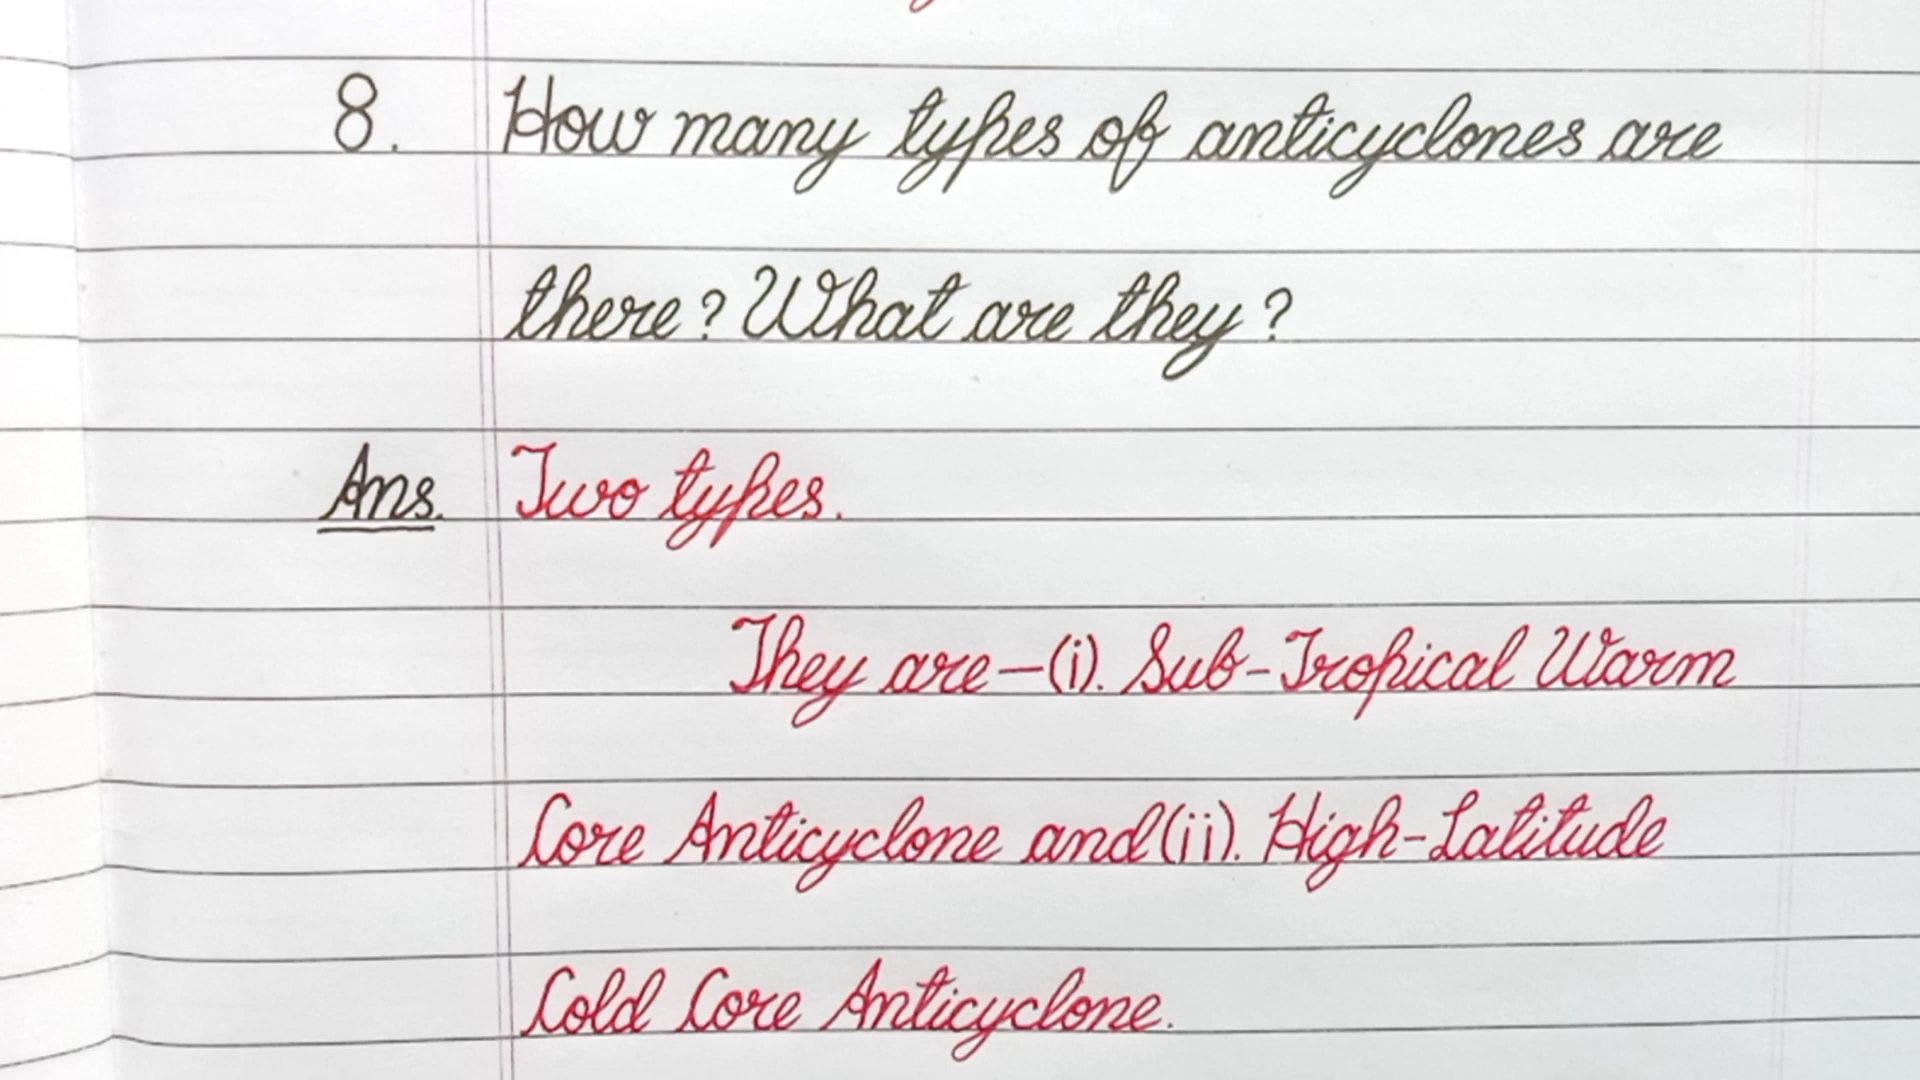 8. How many types of anticyclones are
there? What are they?
Ans. Two types.
They are-(i). Sub-Tropical Warm
Core Anticyclone and (ii). High-Latitude
Cold Core Anticyclone.